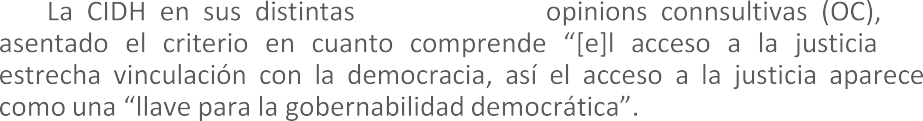 La CIDH en sus distintas opinions connsultivas (OC),
asentado el criterio en cuanto comprende “[e]l acceso a la justicia
estrecha vinculación con la democracia, así el acceso a la justicia aparece
como una “llave para la gobernabilidad democrática”.